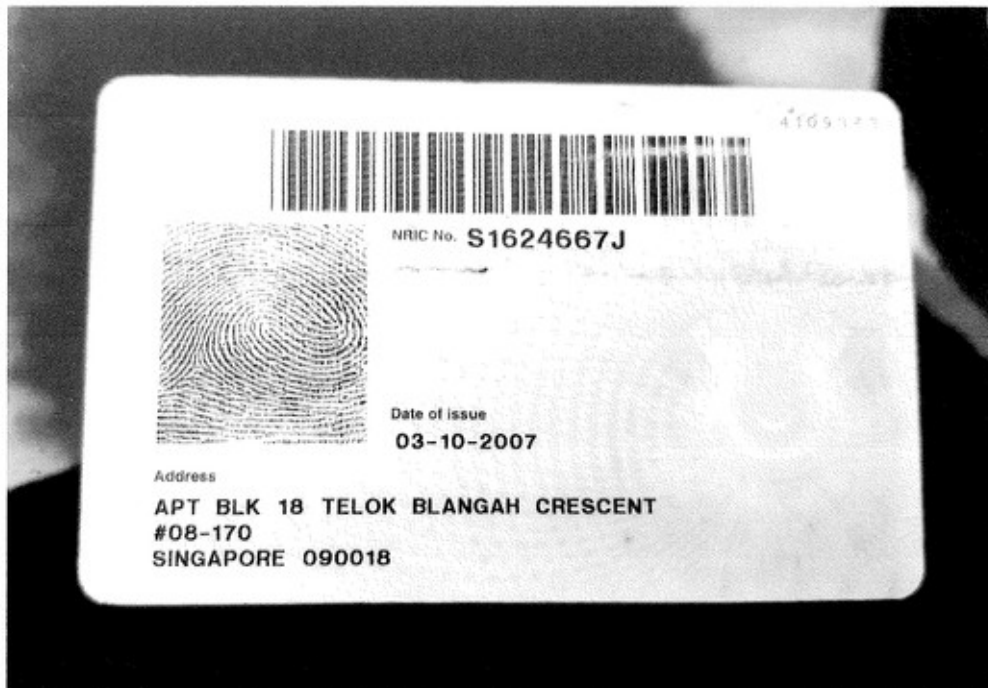 NRIC No. S1624667J
Date of issue
03-10-2007
Address
APT BLK 18 TELOK BLANGAH CRESCENT
#08-170
SINGAPORE 090018